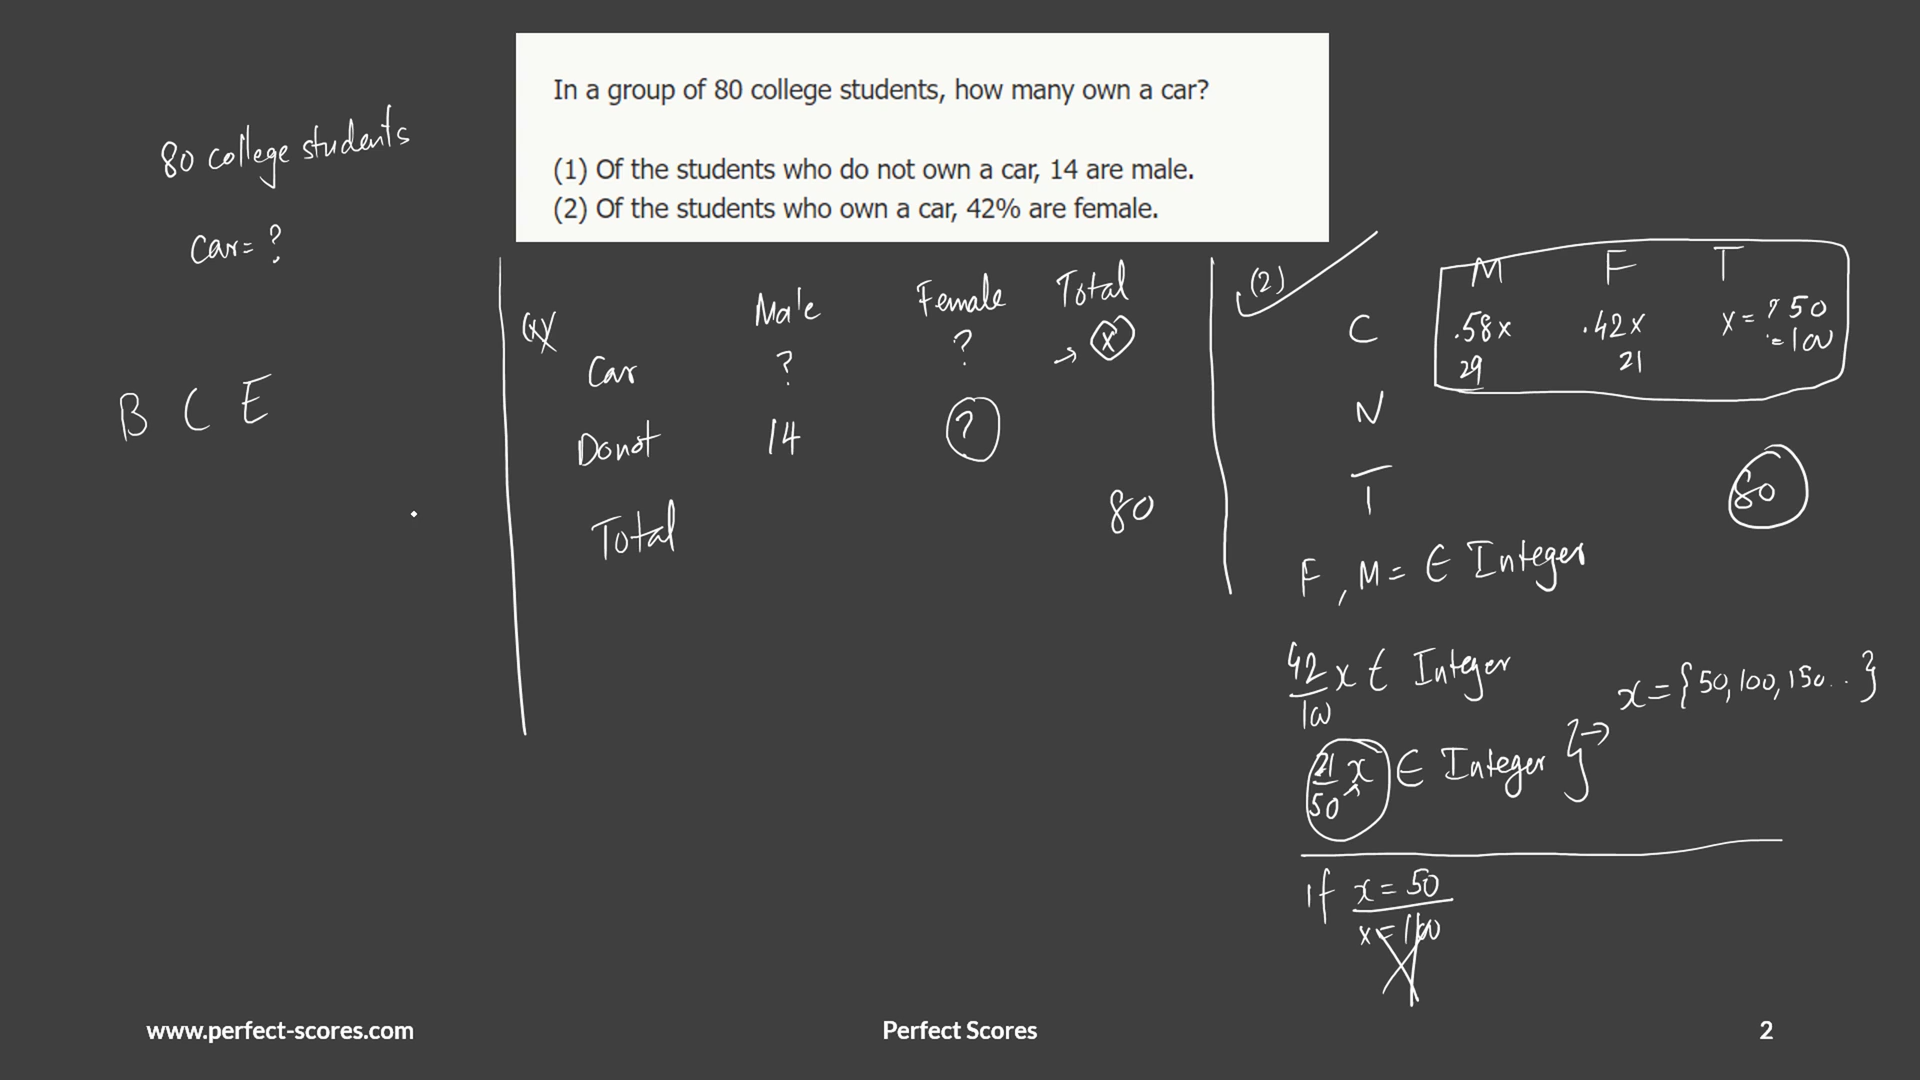 In a group of 80 college students, how many own a car?
(1) Of the students who do not own a car, 14 are male.
(2) Of the students who own a car, 42% are female.
80 college students
Car = ?
B C E
Male Female Total
Car ? ? → x
Do not 14 ?
Total 80
(2)
M F T
C .58x .42x x = ? 50
= 100
29 21
N
T 80
F, M = ∈ Integer
42/100 x ∈ Integer
21/50 x ∈ Integer } → x = {50, 100, 150..}
if x = 50
x = 100
www.perfect-scores.com
Perfect Scores
2